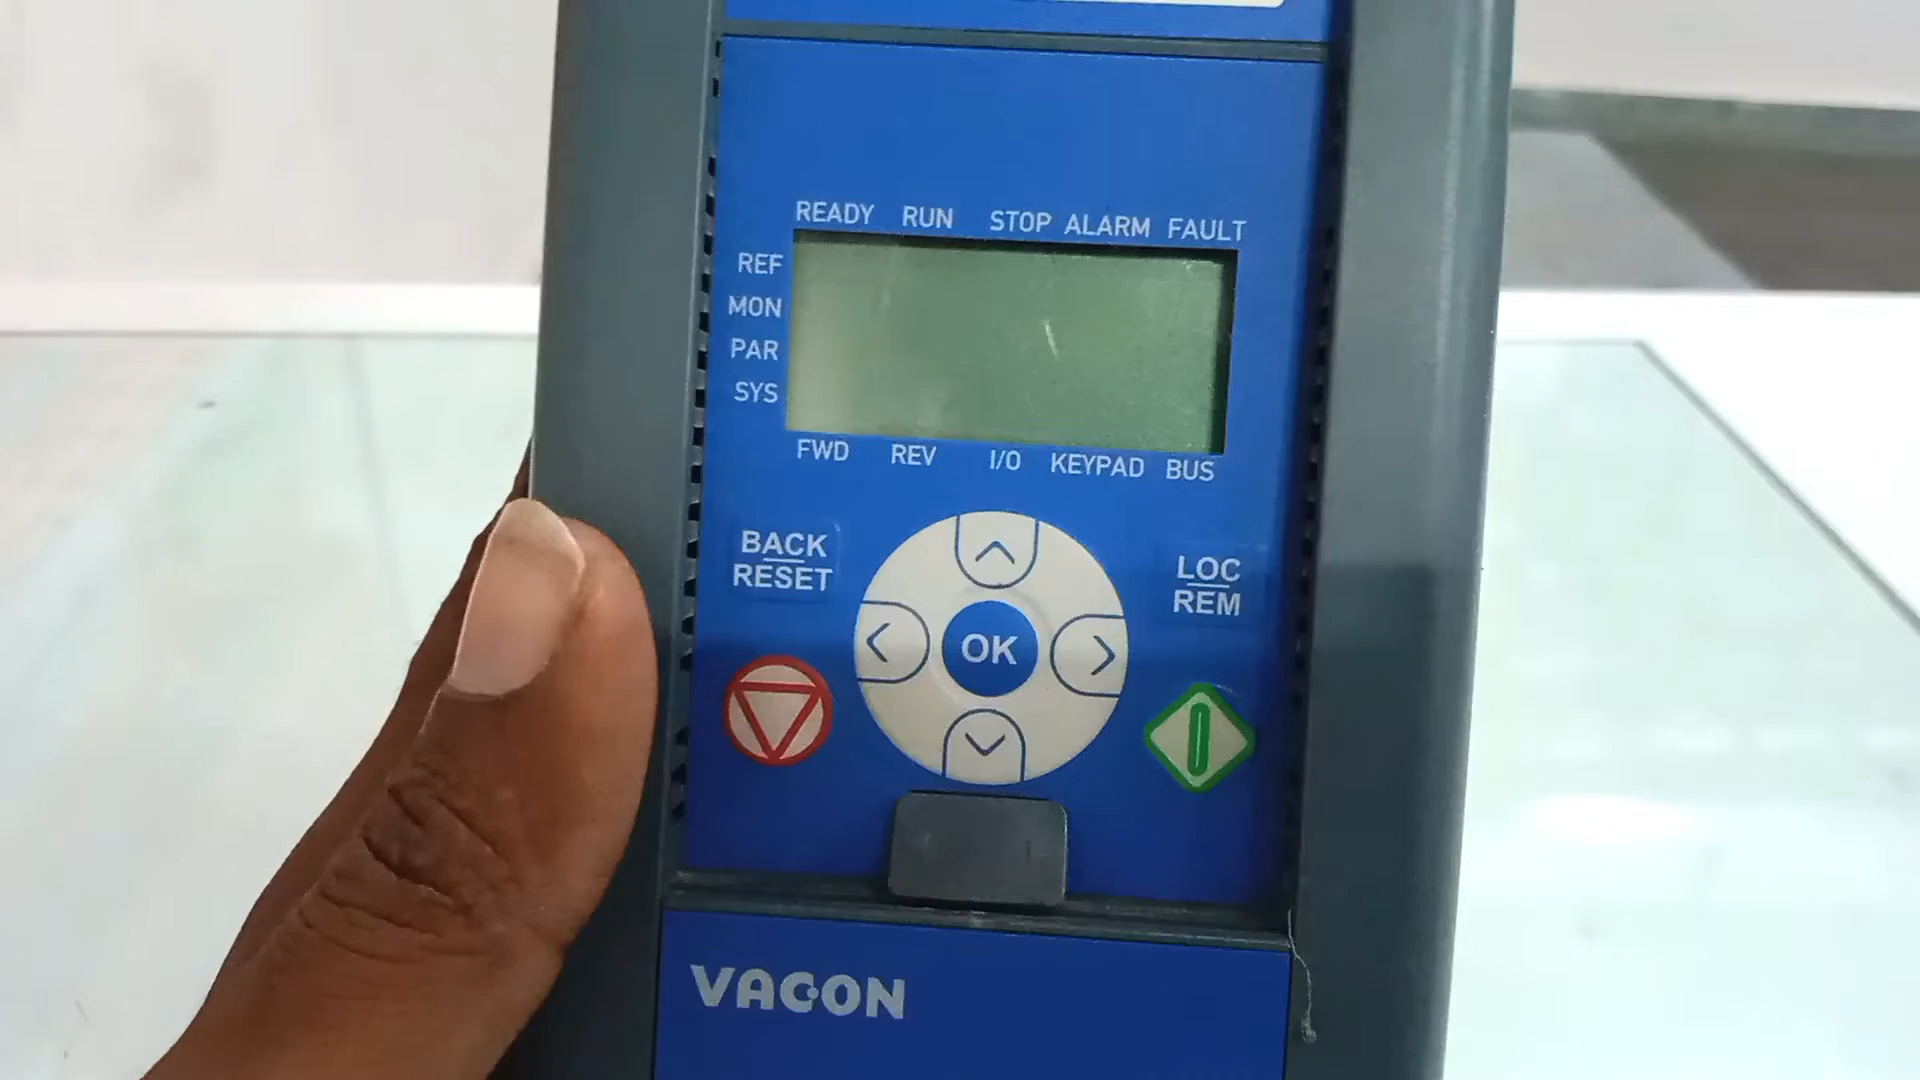 READY RUN STOP ALARM FAULT
REF
MON
PAR
SYS
FWD REV I/O KEYPAD BUS
BACK
RESET
LOC
REM
OK
VACON